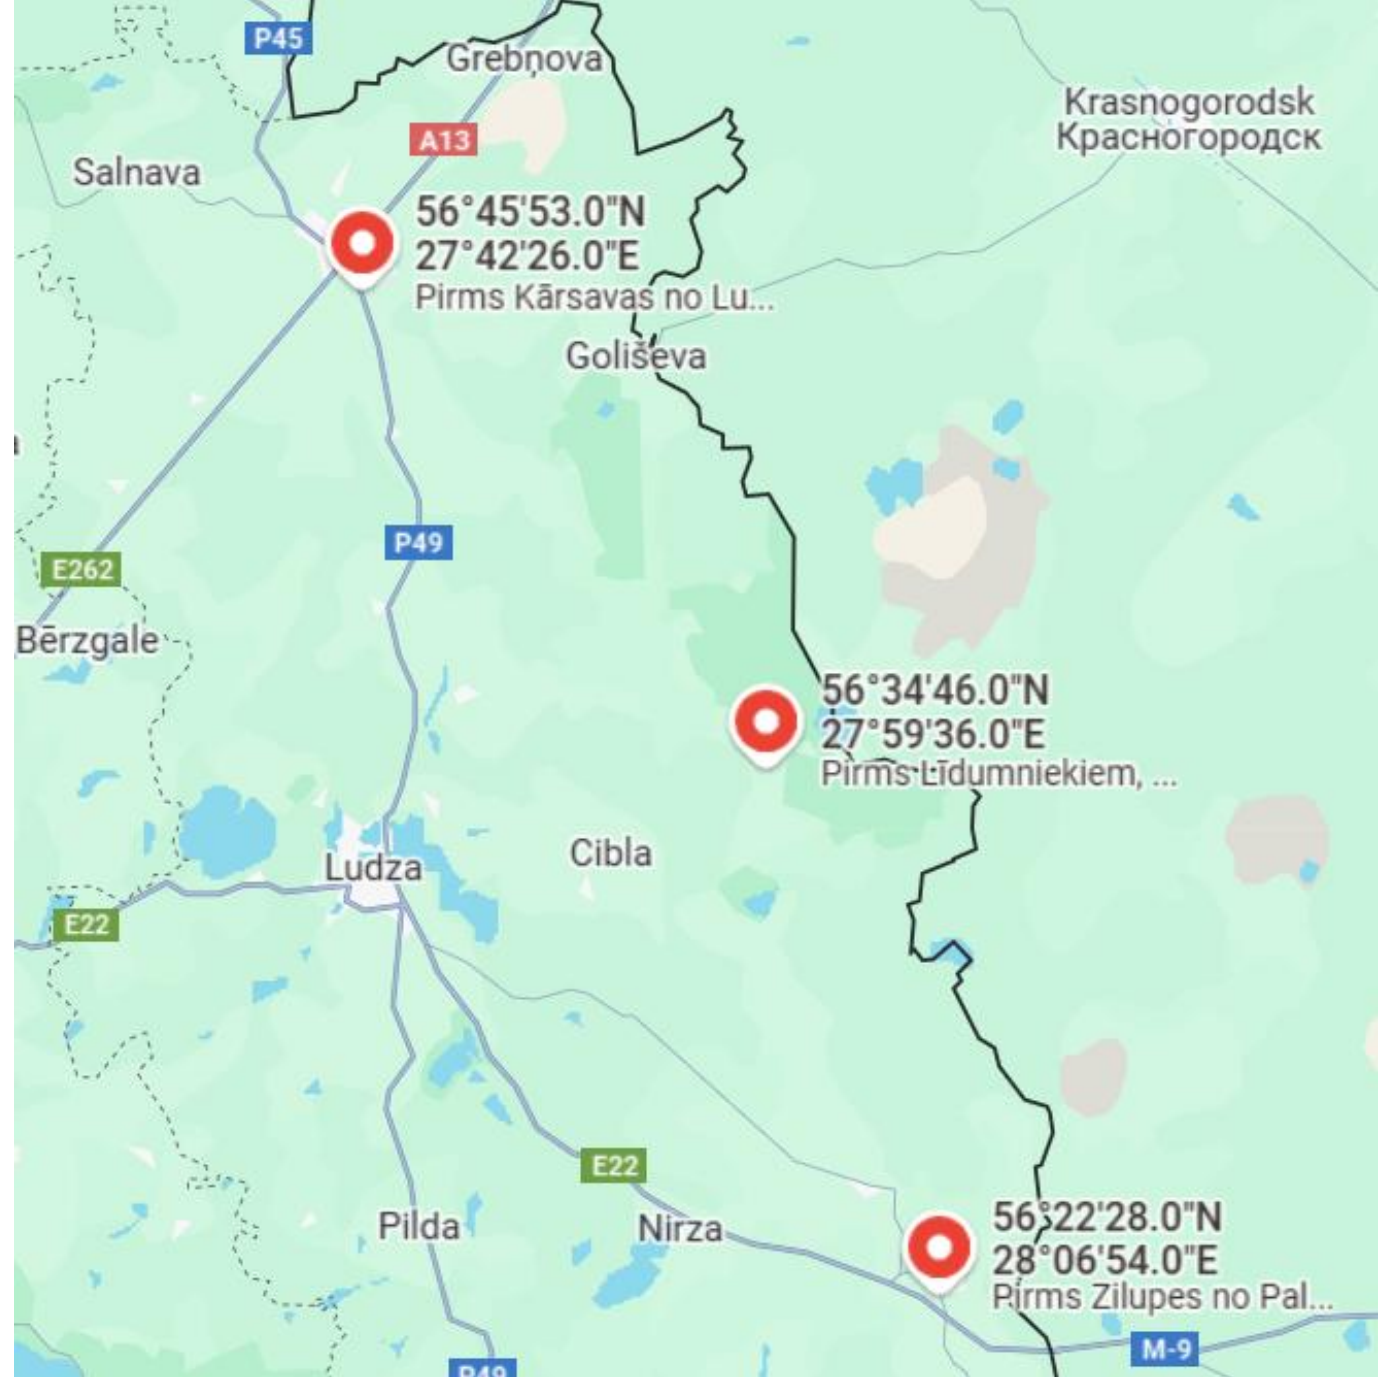 P45
Grebņova
Krasnogorodsk
Красногородск
A13
Salnava
56°45'53.0"N
27°42'26.0"E
Pirms Kārsavas no Lu...
Goliševa
P49
E262
Bērzgale
56°34'46.0"N
27°59'36.0"E
Pirms Līdumniekiem, ...
Cibla
Ludza
E22
E22
56°22'28.0"N
28°06'54.0"E
Pirms Zilupes no Pal...
Pilda
Nirza
M-9
P49